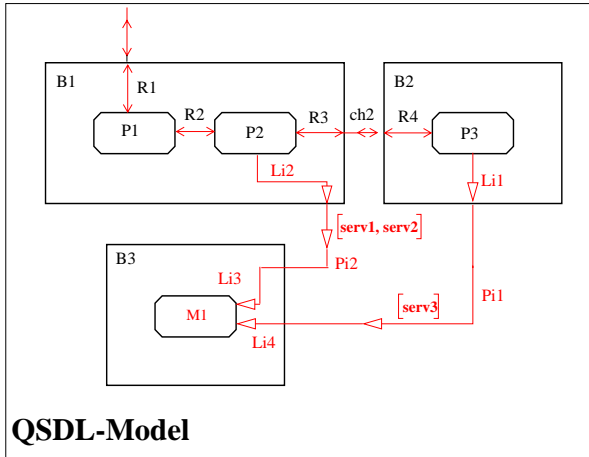 B1
R1
B2
P1
R2
P2
R3
ch2
R4
P3
Li2
Li1
[serv1, serv2]
B3
Pi2
Li3
Pi1
M1
[serv3]
Li4
QSDL-Model